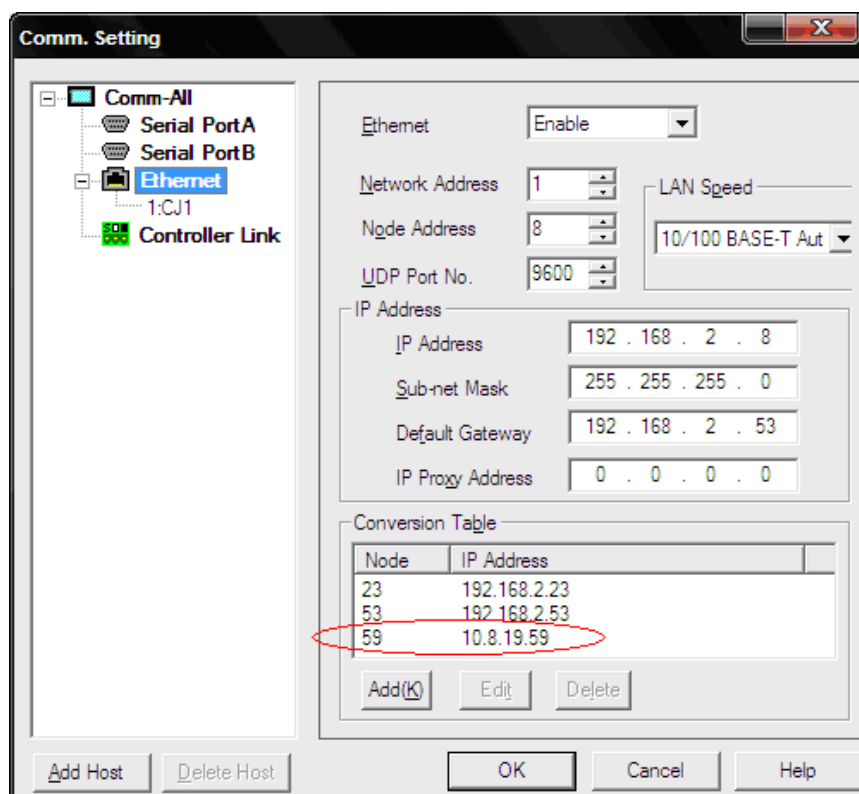 Comm. Setting
Comm-All
Serial PortA
Serial PortB
Ethernet
1:CJ1
Controller Link
Ethernet Enable
Network Address 1
Node Address 8
UDP Port No. 9600
LAN Speed
10/100 BASE-T Aut
IP Address
IP Address 192 . 168 . 2 . 8
Sub-net Mask 255 . 255 . 255 . 0
Default Gateway 192 . 168 . 2 . 53
IP Proxy Address 0 . 0 . 0 . 0
Conversion Table
Node IP Address
23 192.168.2.23
53 192.168.2.53
59 10.8.19.59
Add(K) Edit Delete
Add Host Delete Host OK Cancel Help